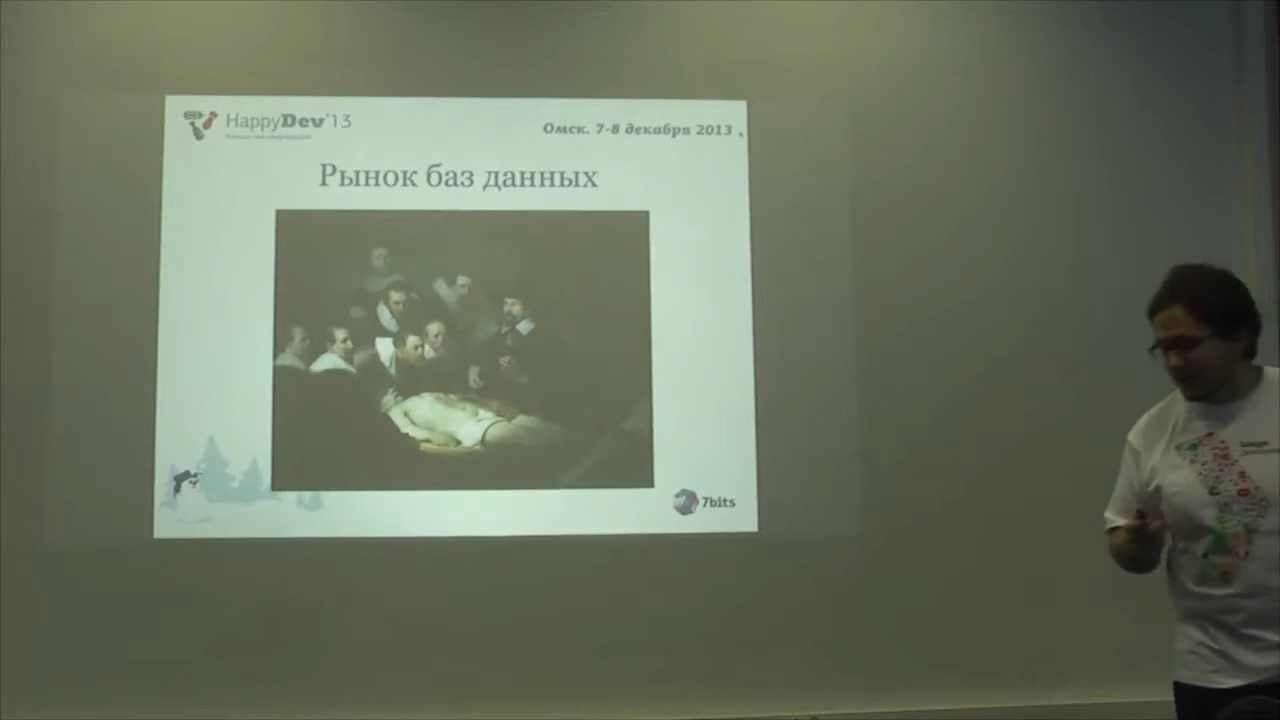 HappyDev'13
Омск. 7-8 декабря 2013
Рынок баз данных
7bits